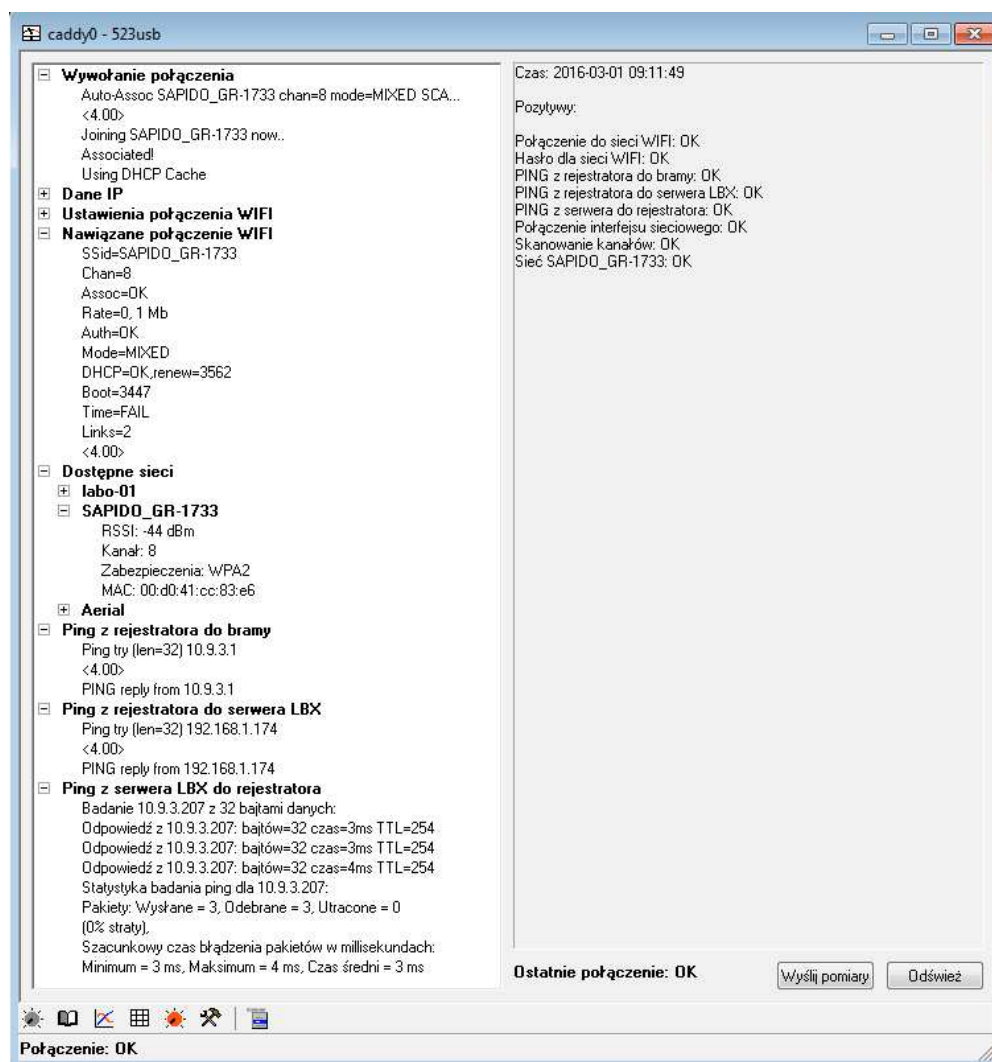 caddy0 - 523usb
Wywołanie połączenia
Auto-Assoc SAPIDO_GR-1733 chan=8 mode=MIXED SCA...
<4.00>
Joining SAPIDO_GR-1733 now..
Associated!
Using DHCP Cache
Dane IP
Ustawienia połączenia WIFI
Nawiązane połączenie WIFI
SSid=SAPIDO_GR-1733
Chan=8
Assoc=OK
Rate=0, 1 Mb
Auth=OK
Mode=MIXED
DHCP=OK,renew=3562
Boot=3447
Time=FAIL
Links=2
<4.00>
Dostępne sieci
labo-01
SAPIDO_GR-1733
RSSI: -44 dBm
Kanał: 8
Zabezpieczenia: WPA2
MAC: 00:d0:41:cc:83:e6
Aerial
Ping z rejestratora do bramy
Ping try (len=32) 10.9.3.1
<4.00>
PING reply from 10.9.3.1
Ping z rejestratora do serwera LBX
Ping try (len=32) 192.168.1.174
<4.00>
PING reply from 192.168.1.174
Ping z serwera LBX do rejestratora
Badanie 10.9.3.207 z 32 bajtami danych:
Odpowiedź z 10.9.3.207: bajtów=32 czas=3ms TTL=254
Odpowiedź z 10.9.3.207: bajtów=32 czas=3ms TTL=254
Odpowiedź z 10.9.3.207: bajtów=32 czas=4ms TTL=254
Statystyka badania ping dla 10.9.3.207:
Pakiety: Wysłane = 3, Odebrane = 3, Utracone = 0
(0% straty),
Szacunkowy czas błądzenia pakietów w millisekundach:
Minimum = 3 ms, Maksimum = 4 ms, Czas średni = 3 ms
Czas: 2016-03-01 09:11:49
Pozytywy:
Połączenie do sieci WIFI: OK
Hasło dla sieci WIFI: OK
PING z rejestratora do bramy: OK
PING z rejestratora do serwera LBX: OK
PING z serwera do rejestratora: OK
Połączenie interfejsu sieciowego: OK
Skanowanie kanałów: OK
Sieć SAPIDO_GR-1733: OK
Ostatnie połączenie: OK
Wyślij pomiary
Odśwież
Połączenie: OK